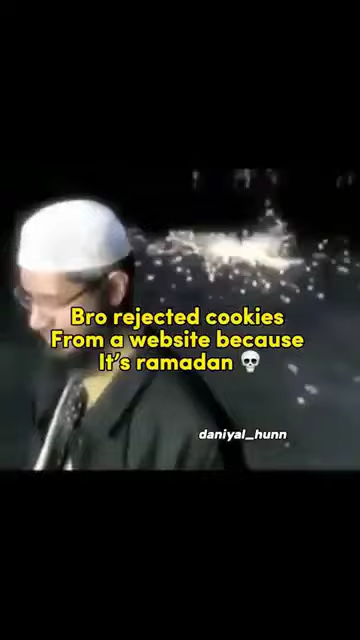 Bro rejected cookies
From a website because
It's ramadan 💀
daniyal_hunn